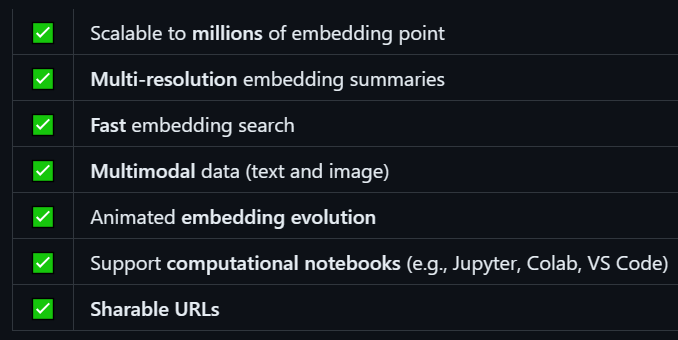 Scalable to millions of embedding point
Multi-resolution embedding summaries
Fast embedding search
Multimodal data (text and image)
Animated embedding evolution
Support computational notebooks (e.g., Jupyter, Colab, VS Code)
Sharable URLs